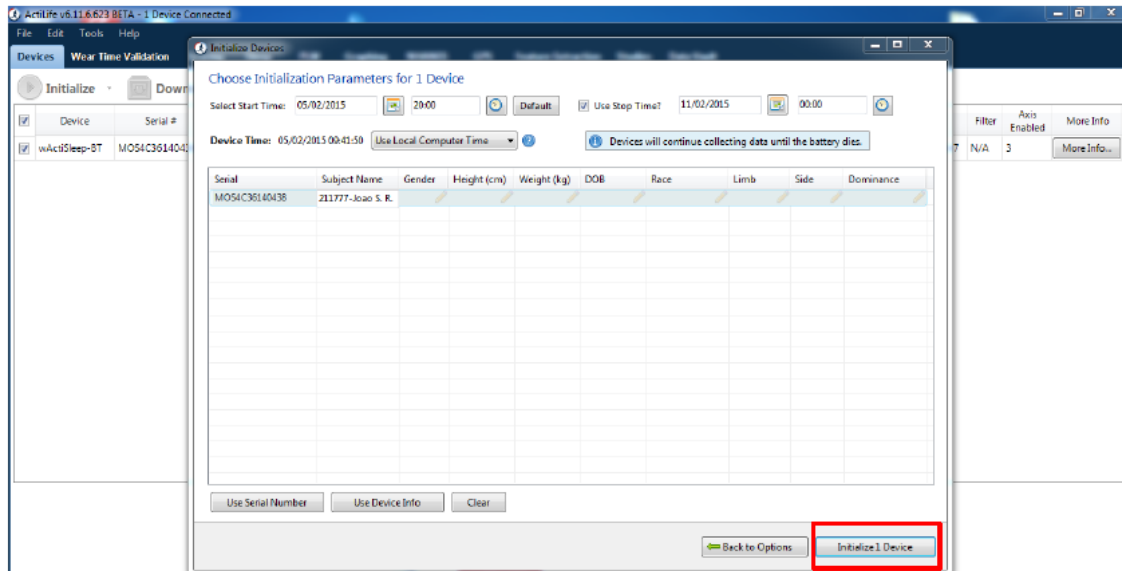 ActiLife v6.11.6.623 BETA - 1 Device Connected
File Edit Tools Help
Devices Wear Time Validation
Initialize Down
Device Serial #
wActiSleep-BT MOS4C3614043
Initialize Devices
Choose Initialization Parameters for 1 Device
Select Start Time: 05/02/2015 20:00 Default Use Stop Time? 11/02/2015 00:00
Device Time: 05/02/2015 09:41:50 Use Local Computer Time Devices will continue collecting data until the battery dies.
Serial Subject Name Gender Height (cm) Weight (kg) DOB Race Limb Side Dominance
MOS4C36140438 211777-Joao S. R.
Filter Axis Enabled More Info
7 N/A 3 More Info...
Use Serial Number Use Device Info Clear
Back to Options Initialize 1 Device